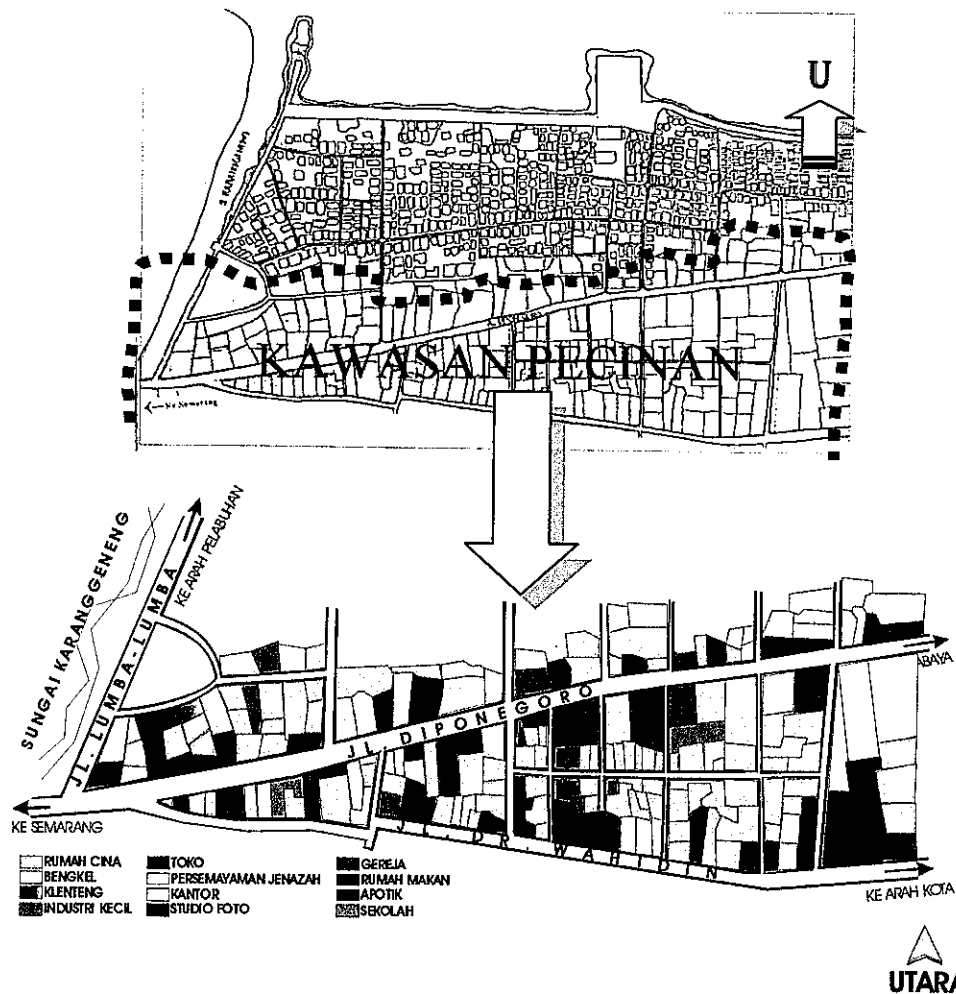 U
KAWASAN PECINAN
SUNGAI KARANGGENENG
JL. LUMBA-LUMBA
KE ARAH PELABUHAN
ABAYA
JL. DIPONEGORO
KE SEMARANG
JL. DR. WAHIDIN
KE ARAH KOTA
RUMAH CINA
BENGKEL
KLENTENG
INDUSTRI KECIL
TOKO
PERSEMAYAMAN JENAZAH
KANTOR
STUDIO FOTO
GEREJA
RUMAH MAKAN
APOTIK
SEKOLAH
UTARA